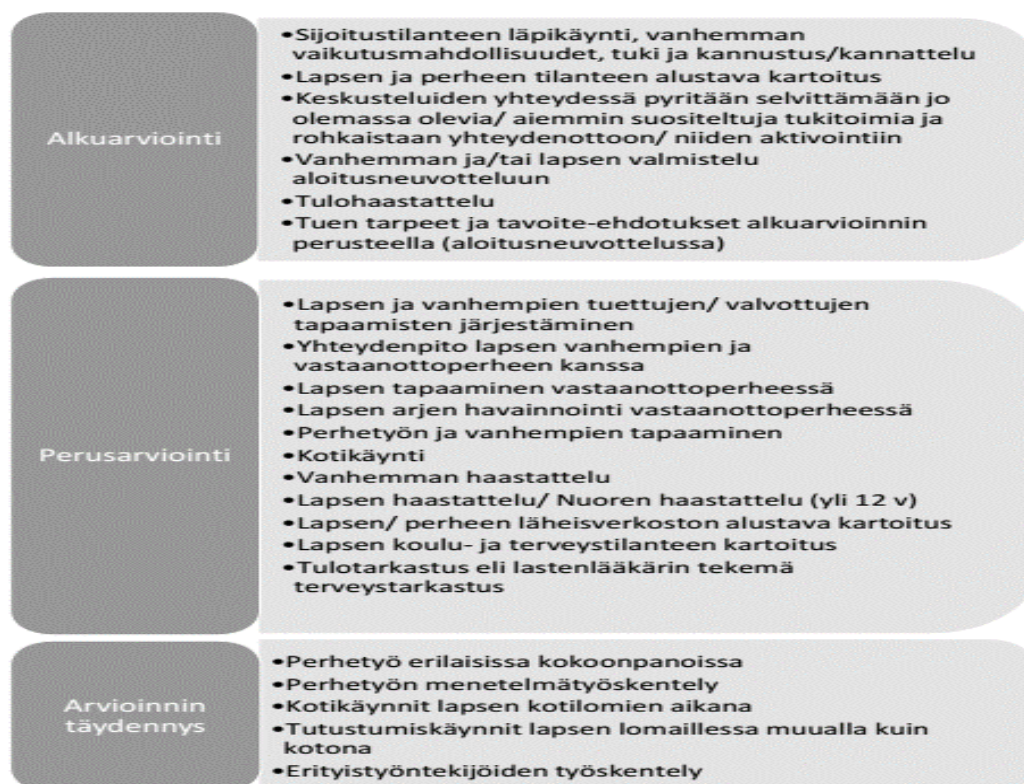 Alkuarviointi
•Sijoitustilanteen läpikäynti, vanhemman
vaikutusmahdollisuudet, tuki ja kannustus/kannattelu
•Lapsen ja perheen tilanteen alustava kartoitus
•Keskusteluiden yhteydessä pyritään selvittämään jo
olemassa olevia/ aiemmin suositeltuja tukitoimia ja
rohkaistaan yhteydenottoon/ niiden aktivointiin
•Vanhemman ja/tai lapsen valmistelu
aloitusneuvotteluun
•Tulohaastattelu
•Tuen tarpeet ja tavoite-ehdotukset alkuarvioinnin
perusteella (aloitusneuvottelussa)
Perusarviointi
•Lapsen ja vanhempien tuettujen/ valvottujen
tapaamisten järjestäminen
•Yhteydenpito lapsen vanhempien ja
vastaanottoperheen kanssa
•Lapsen tapaaminen vastaanottoperheessä
•Lapsen arjen havainnointi vastaanottoperheessä
•Perhetyön ja vanhempien tapaaminen
•Kotikäynti
•Vanhemman haastattelu
•Lapsen haastattelu/ Nuoren haastattelu (yli 12 v)
•Lapsen/ perheen läheisverkoston alustava kartoitus
•Lapsen koulu- ja terveystilanteen kartoitus
•Tulotarkastus eli lastenlääkärin tekemä
terveystarkastus
Arvioinnin
täydennys
•Perhetyö erilaisissa kokoonpanoissa
•Perhetyön menetelmätyöskentely
•Kotikäynnit lapsen kotilomien aikana
•Tutustumiskäynnit lapsen lomaillessa muualla kuin
kotona
•Erityistyöntekijöiden työskentely